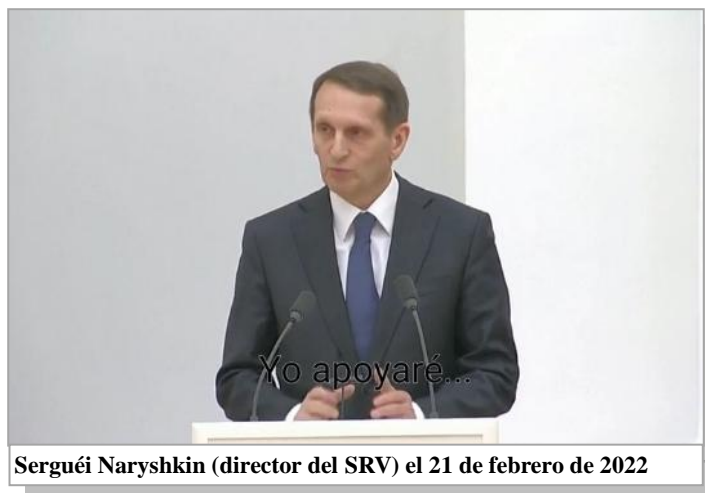 Yo apoyaré...
Serguéi Naryshkin (director del SRV) el 21 de febrero de 2022